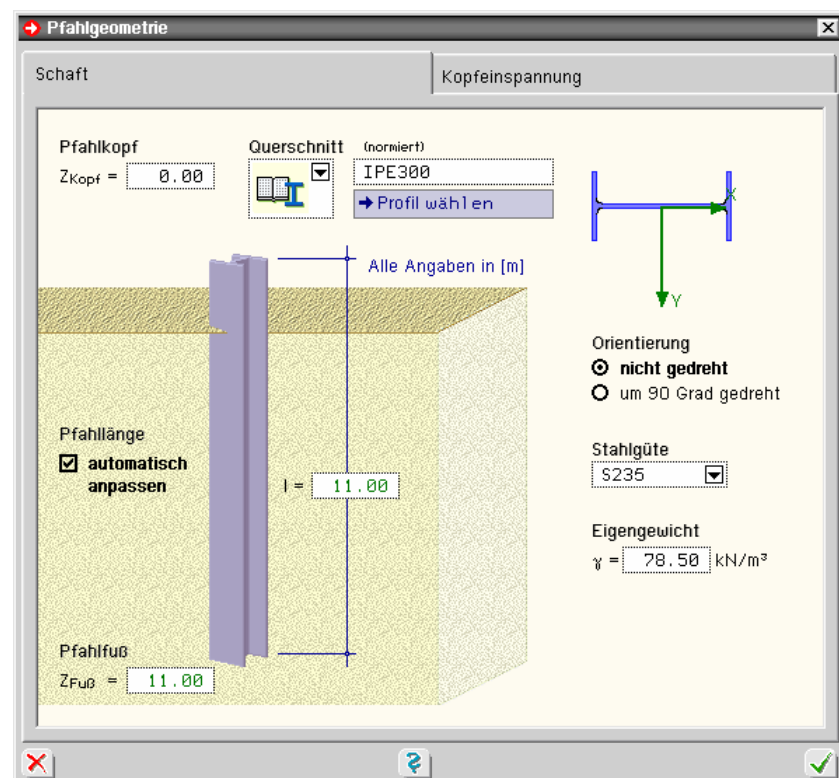 Pfahlgeometrie
Schaft
Kopfeinspannung
Pfahlkopf
ZKopf = 0.00
Querschnitt (normiert)
IPE300
Profil wählen
X
Y
Alle Angaben in [m]
Orientierung
nicht gedreht
um 90 Grad gedreht
Pfahllänge
automatisch
anpassen
l = 11.00
Stahlgüte
S235
Eigengewicht
γ = 78.50 kN/m³
Pfahlfuß
ZFuß = 11.00